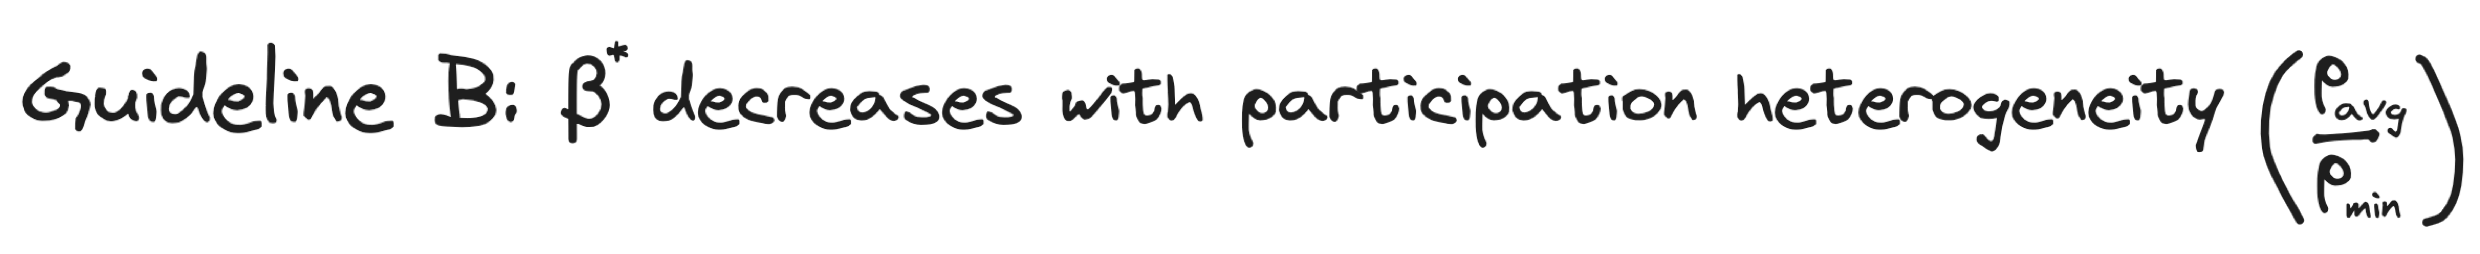 Guideline B: β* decreases with participation heterogeneity (ρavg/ρmin)